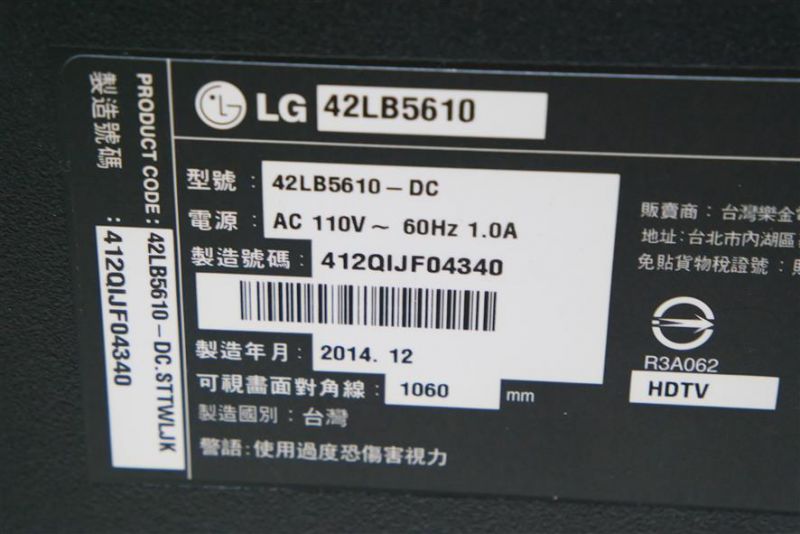 PRODUCT CODE : 42LB5610-DC.STTWLJK
製造號碼 : 412QIJF04340
LG 42LB5610
型號 : 42LB5610-DC
電源 : AC 110V~ 60Hz 1.0A
製造號碼 : 412QIJF04340
製造年月 : 2014. 12
可視畫面對角線 : 1060 mm
製造國別 : 台灣
警語 : 使用過度恐傷害視力
販賣商 : 台灣樂金
地址 : 台北市內湖區
免貼貨物稅證號 :
R3A062
HDTV